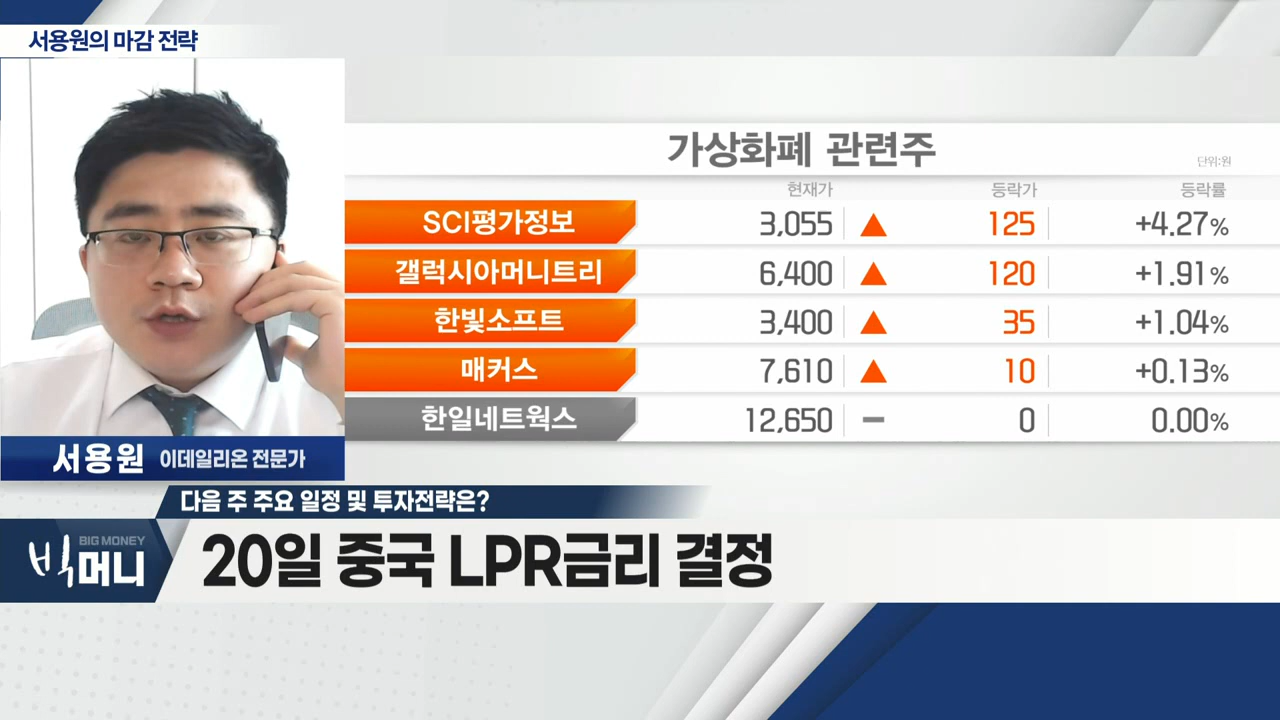 서용원의 마감 전략
가상화폐 관련주
단위:원
현재가 등락가 등락률
SCI평가정보 3,055 ▲ 125 +4.27%
갤럭시아머니트리 6,400 ▲ 120 +1.91%
한빛소프트 3,400 ▲ 35 +1.04%
매커스 7,610 ▲ 10 +0.13%
한일네트웍스 12,650 - 0 0.00%
서용원 이데일리온 전문가
다음 주 주요 일정 및 투자전략은?
BIG MONEY
빅머니
20일 중국 LPR금리 결정